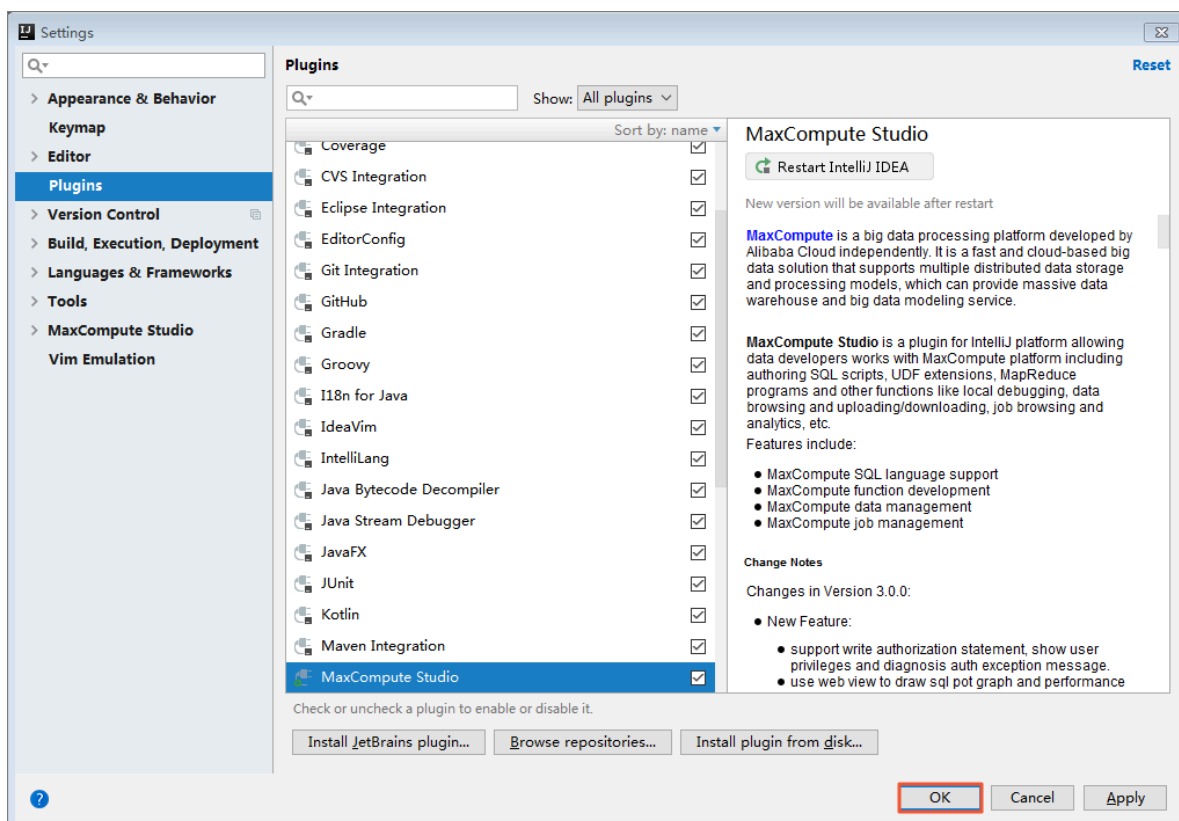 Settings
Appearance & Behavior
Keymap
Editor
Plugins
Version Control
Build, Execution, Deployment
Languages & Frameworks
Tools
MaxCompute Studio
Vim Emulation
Plugins
Reset
Show: All plugins
Sort by: name
Coverage
CVS Integration
Eclipse Integration
EditorConfig
Git Integration
GitHub
Gradle
Groovy
I18n for Java
IdeaVim
IntelliLang
Java Bytecode Decompiler
Java Stream Debugger
JavaFX
JUnit
Kotlin
Maven Integration
MaxCompute Studio
Check or uncheck a plugin to enable or disable it.
Install JetBrains plugin...
Browse repositories...
Install plugin from disk...
MaxCompute Studio
Restart IntelliJ IDEA
New version will be available after restart
MaxCompute is a big data processing platform developed by
Alibaba Cloud independently. It is a fast and cloud-based big
data solution that supports multiple distributed data storage
and processing models, which can provide massive data
warehouse and big data modeling service.
MaxCompute Studio is a plugin for IntelliJ platform allowing
data developers works with MaxCompute platform including
authoring SQL scripts, UDF extensions, MapReduce
programs and other functions like local debugging, data
browsing and uploading/downloading, job browsing and
analytics, etc.
Features include:
● MaxCompute SQL language support
● MaxCompute function development
● MaxCompute data management
● MaxCompute job management
Change Notes
Changes in Version 3.0.0:
● New Feature:
● support write authorization statement, show user
privileges and diagnosis auth exception message.
● use web view to draw sql pot graph and performance
?
OK
Cancel
Apply